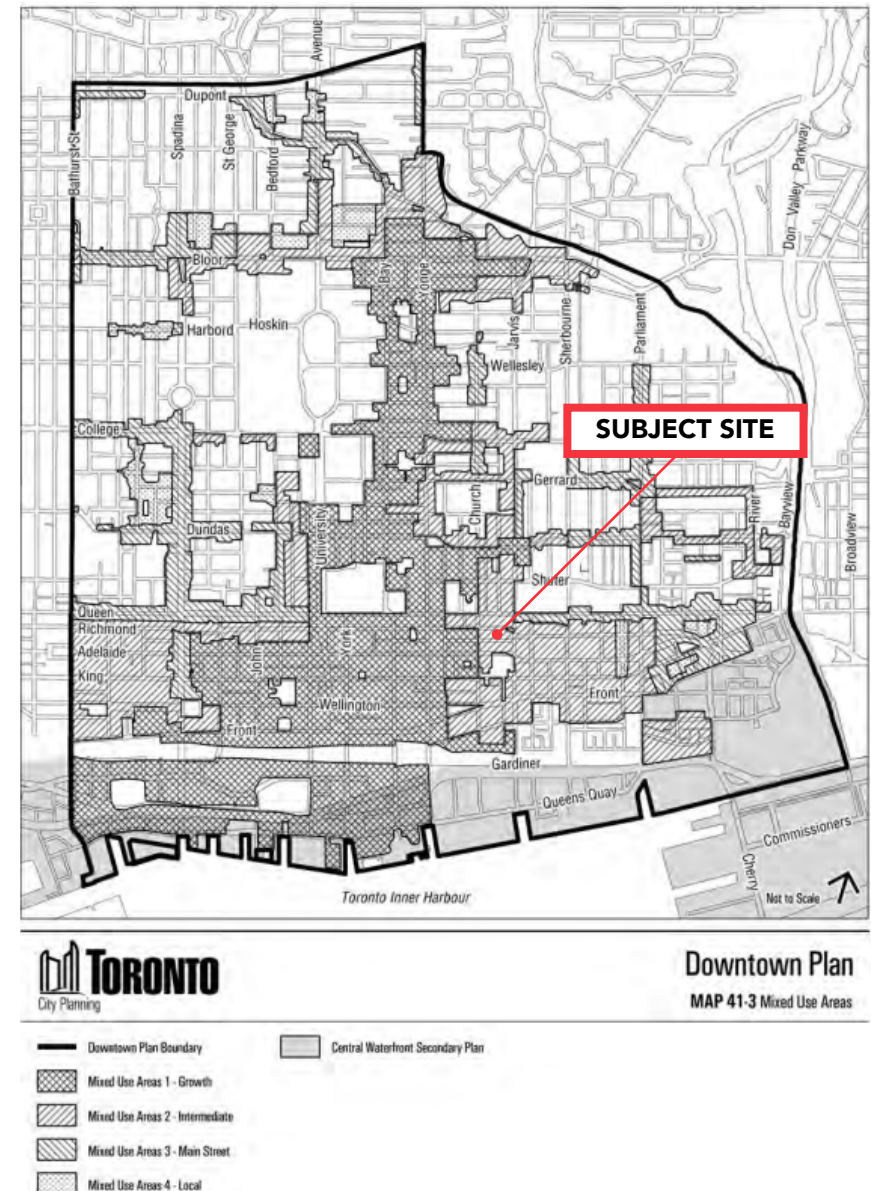 Avenue
Dupont
Spadina
St George
Bedford
Bathurst St
Don Valley Parkway
Bloor
Bay
Yonge
Harbord
Hoskin
Jarvis
Sherbourne
Parliament
Wellesley
SUBJECT SITE
College
Gerrard
Church
River
Bayview
Broadview
Dundas
University
Shuter
Queen
Richmond
Adelaide
King
John
York
Wellington
Front
Front
Gardiner
Queens Quay
Commissioners
Cherry
Toronto Inner Harbour
Not to Scale
TORONTO
City Planning
Downtown Plan
MAP 41-3 Mixed Use Areas
Downtown Plan Boundary
Central Waterfront Secondary Plan
Mixed Use Areas 1 - Growth
Mixed Use Areas 2 - Intermediate
Mixed Use Areas 3 - Main Street
Mixed Use Areas 4 - Local